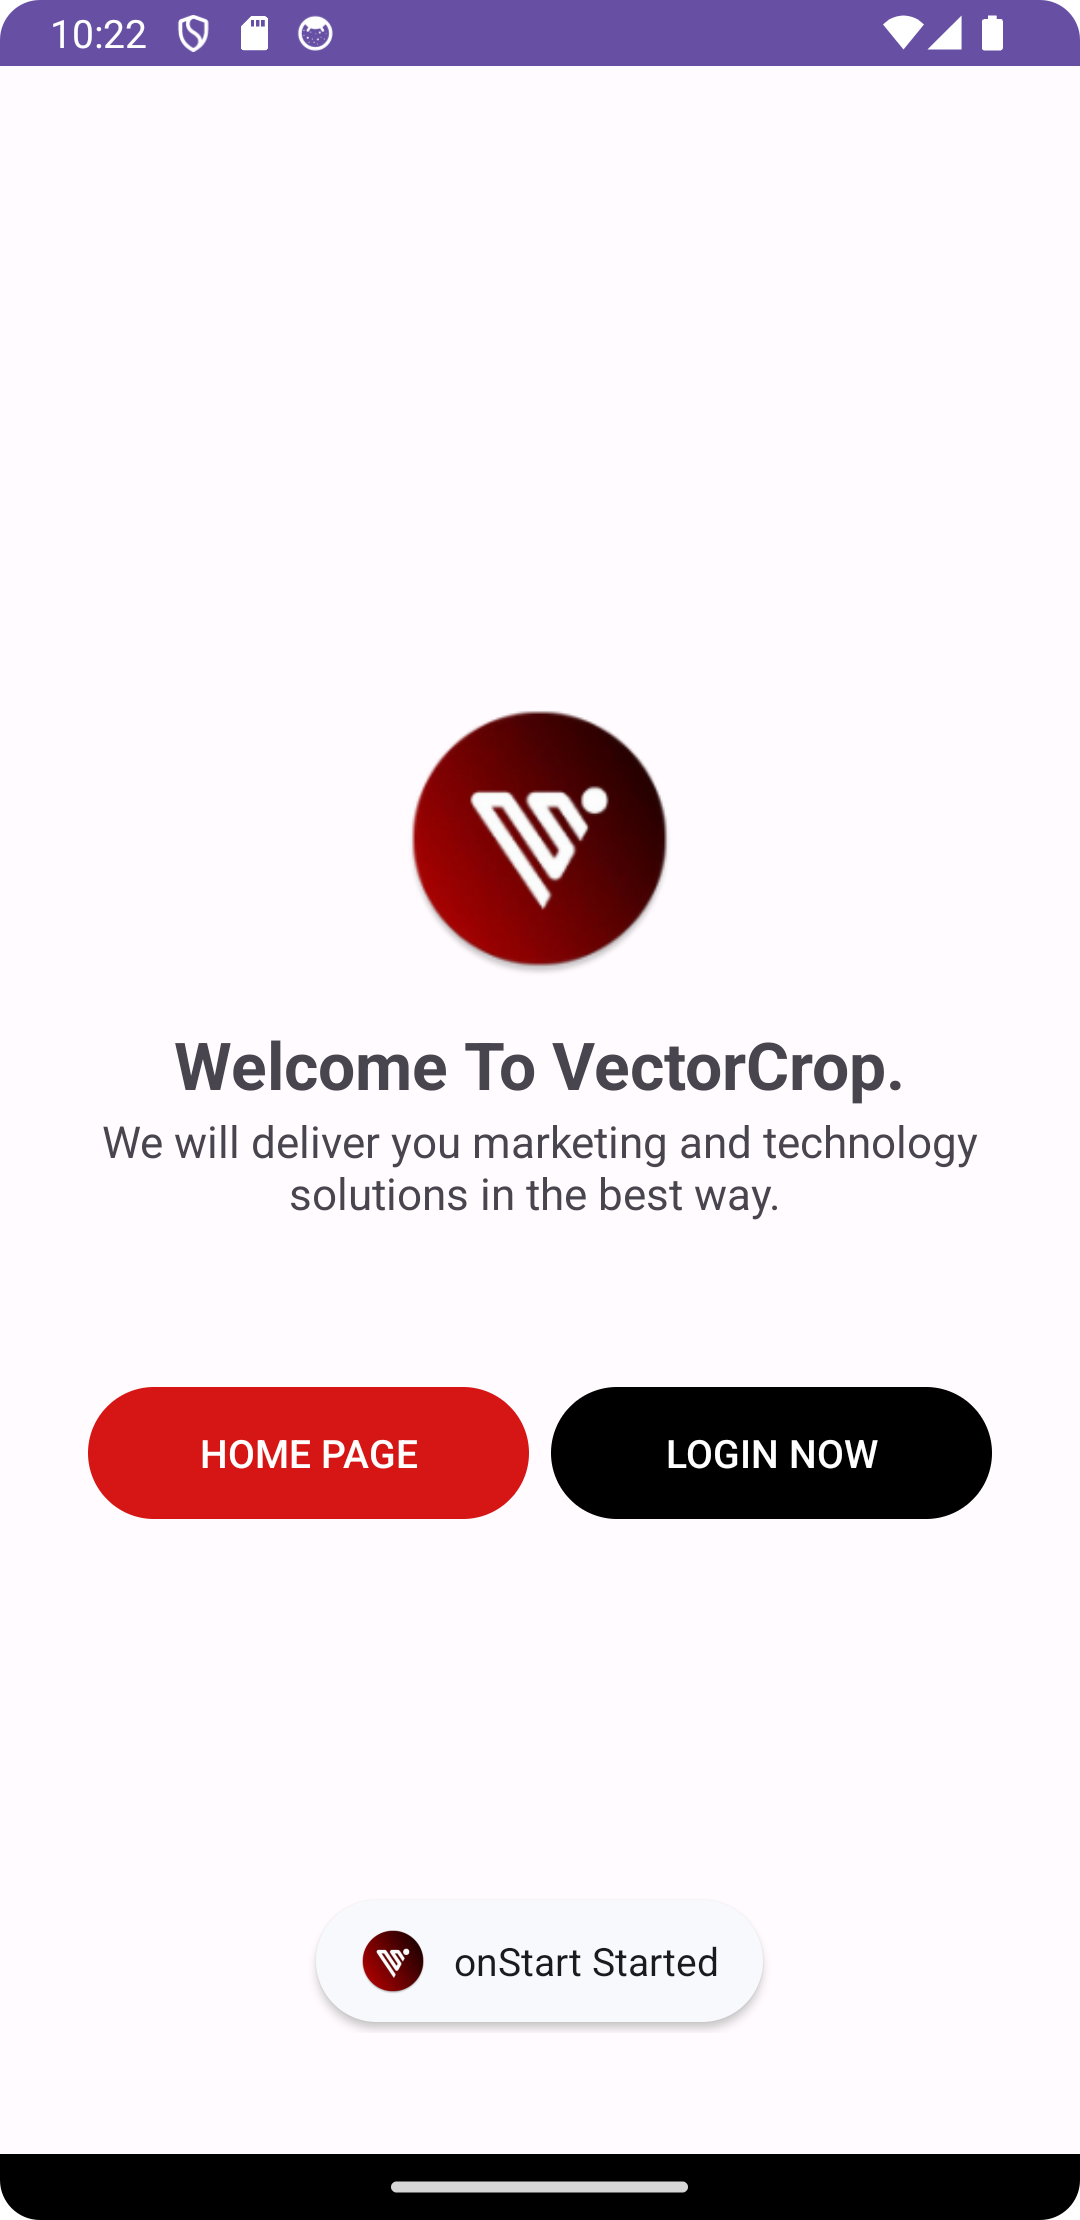 10:22
Welcome To VectorCrop.
We will deliver you marketing and technology
solutions in the best way.
HOME PAGE
LOGIN NOW
onStart Started